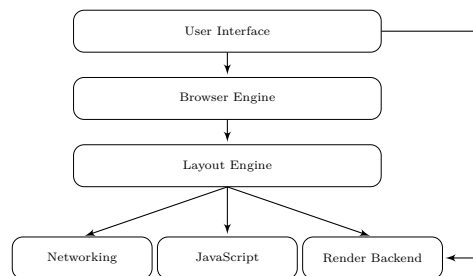 User Interface
Browser Engine
Layout Engine
Networking
JavaScript
Render Backend